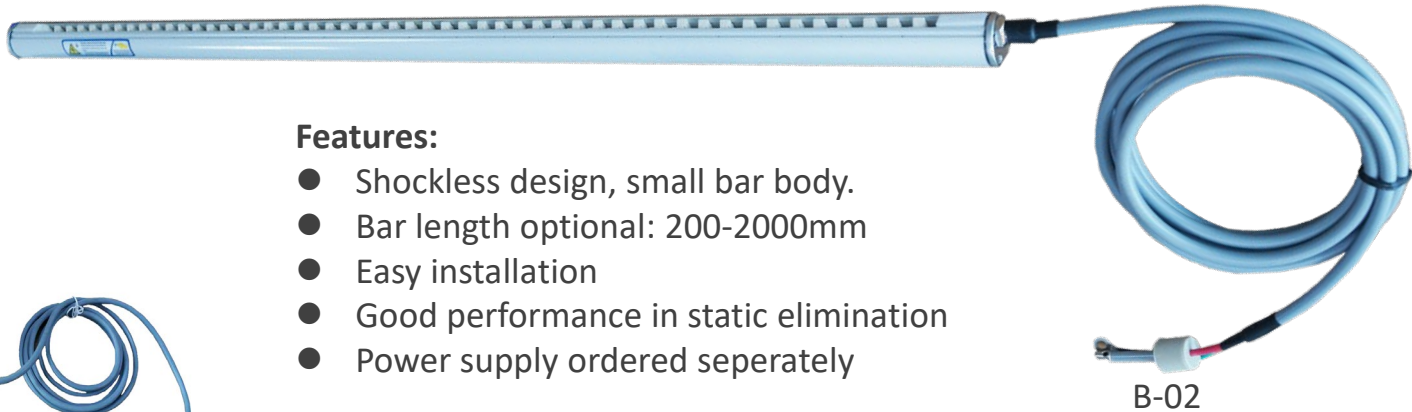 Features:
● Shockless design, small bar body.
● Bar length optional: 200-2000mm
● Easy installation
● Good performance in static elimination
● Power supply ordered seperately
B-02